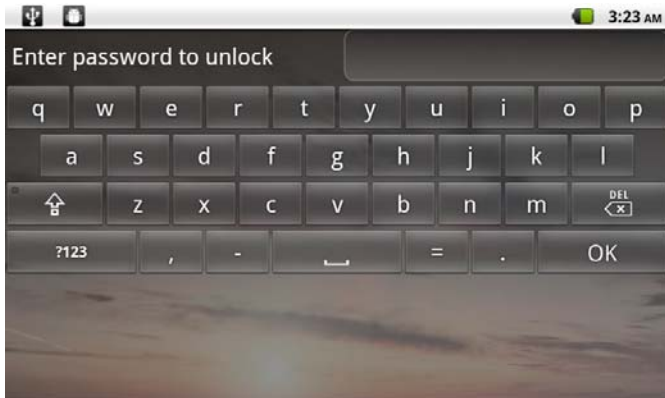 3:23 AM
Enter password to unlock
q w e r t y u i o p
a s d f g h j k l
z x c v b n m DEL
?123 , - = . OK